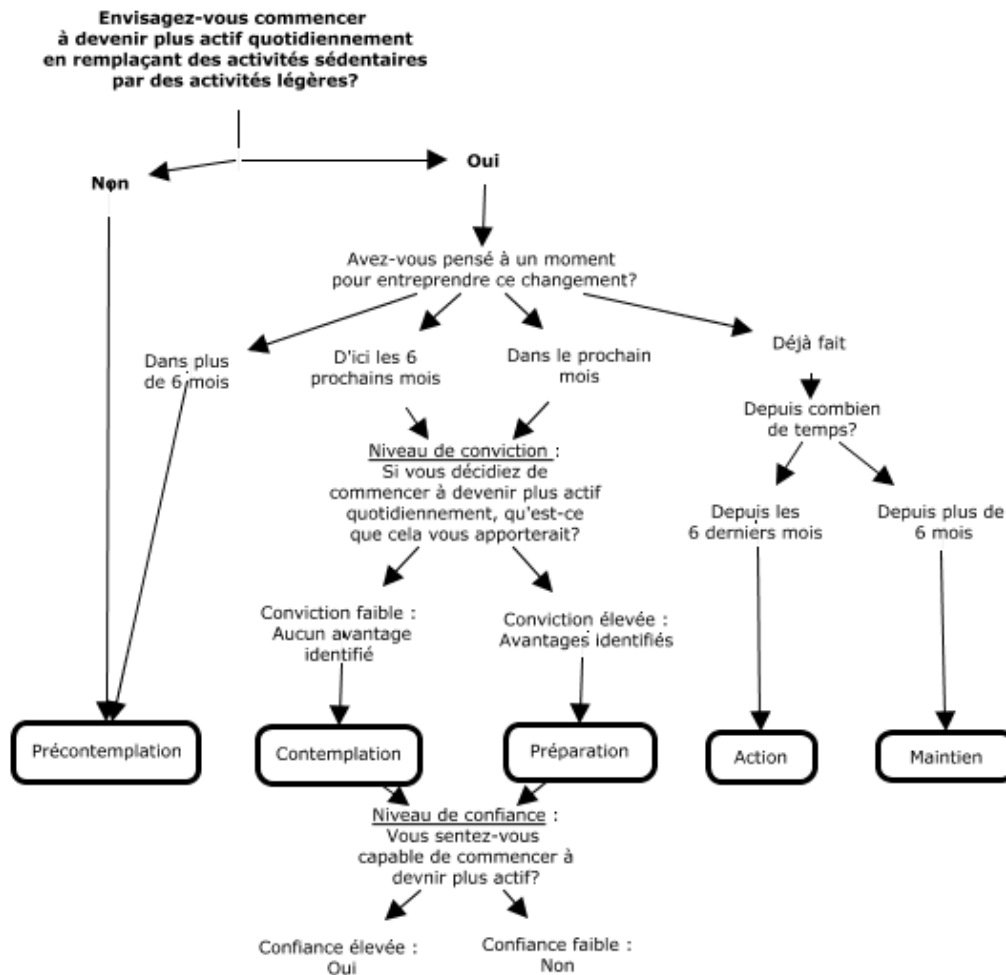 Envisagez-vous commencer
à devenir plus actif quotidiennement
en remplaçant des activités sédentaires
par des activités légères?
Non
Oui
Avez-vous pensé à un moment
pour entreprendre ce changement?
Dans plus
de 6 mois
D'ici les 6
prochains mois
Dans le prochain
mois
Déjà fait
Depuis combien
de temps?
Niveau de conviction :
Si vous décidiez de
commencer à devenir plus actif
quotidiennement, qu'est-ce
que cela vous apporterait?
Depuis les
6 derniers mois
Depuis plus de
6 mois
Conviction faible :
Aucun avantage
identifié
Conviction élevée :
Avantages identifiés
Précontemplation
Contemplation
Préparation
Action
Maintien
Niveau de confiance :
Vous sentez-vous
capable de commencer à
devnir plus actif?
Confiance élevée :
Oui
Confiance faible :
Non